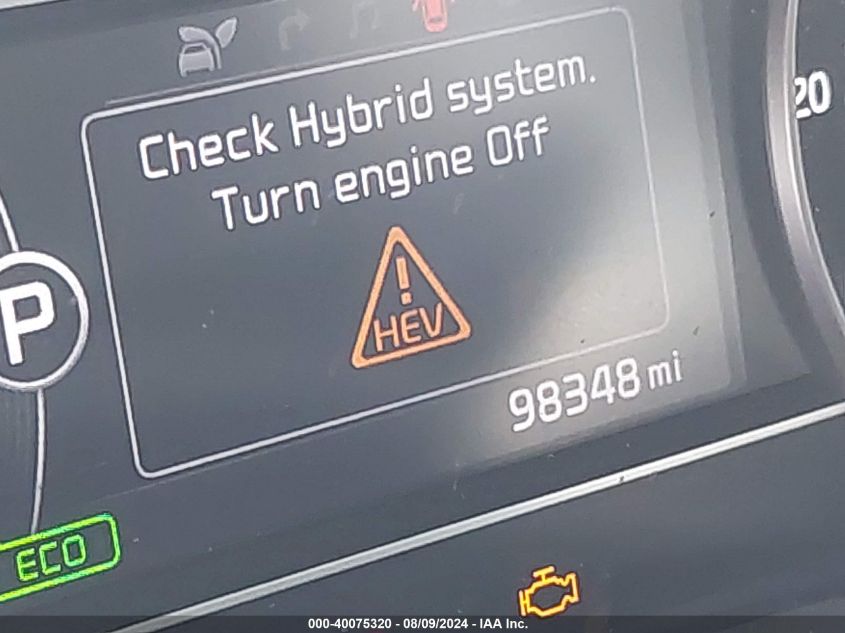 Check Hybrid system.
Turn engine Off
20
HEV
P
98348 mi
ECO
000-40075320 - 08/09/2024 - IAA Inc.